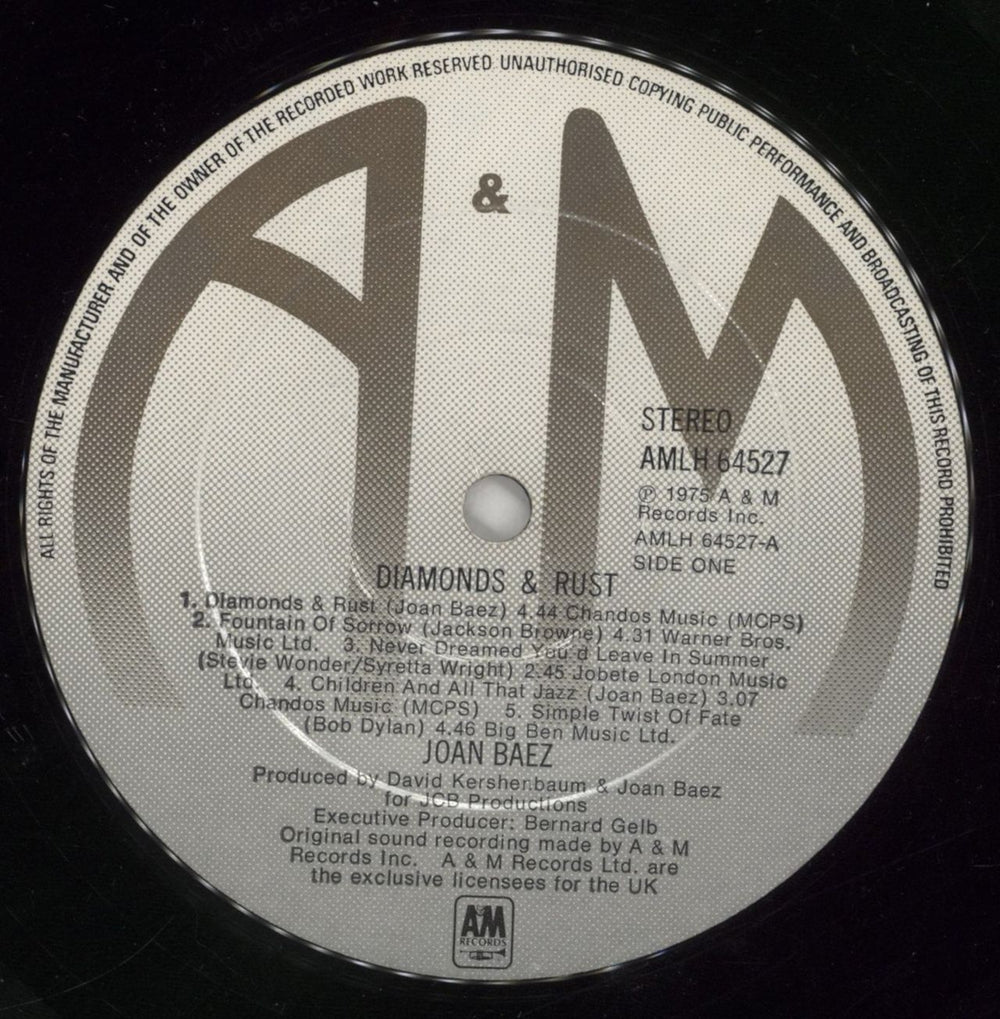 ALL RIGHTS OF THE MANUFACTURER AND OF THE OWNER OF THE RECORDED WORK RESERVED UNAUTHORISED COPYING PUBLIC PERFORMANCE AND BROADCASTING OF THIS RECORD PROHIBITED
A & M
STEREO
AMLH 64527
℗ 1975 A & M
Records Inc.
AMLH 64527-A
SIDE ONE
DIAMONDS & RUST
1. Diamonds & Rust (Joan Baez) 4.44 Chandos Music (MCPS)
2. Fountain Of Sorrow (Jackson Browne) 4.31 Warner Bros.
Music Ltd. 3. Never Dreamed You'd Leave In Summer
(Stevie Wonder/Syretta Wright) 2.45 Jobete London Music
Ltd. 4. Children And All That Jazz (Joan Baez) 3.07
Chandos Music (MCPS) 5. Simple Twist Of Fate
(Bob Dylan) 4.46 Big Ben Music Ltd.
JOAN BAEZ
Produced by David Kershenbaum & Joan Baez
for JCB Productions
Executive Producer: Bernard Gelb
Original sound recording made by A & M
Records Inc. A & M Records Ltd. are
the exclusive licensees for the UK
A&M
RECORDS